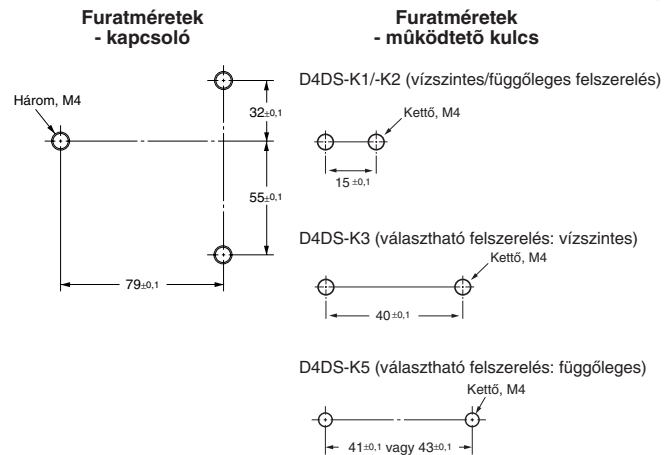 Furatméretek
- kapcsoló
Három, M4
32±0,1
55±0,1
79±0,1
Furatméretek
- mûködtetõ kulcs
D4DS-K1/-K2 (vízszintes/függőleges felszerelés)
Kettő, M4
15 ±0,1
D4DS-K3 (választható felszerelés: vízszintes)
Kettő, M4
40 ±0,1
D4DS-K5 (választható felszerelés: függőleges)
Kettő, M4
41±0,1 vagy 43±0,1